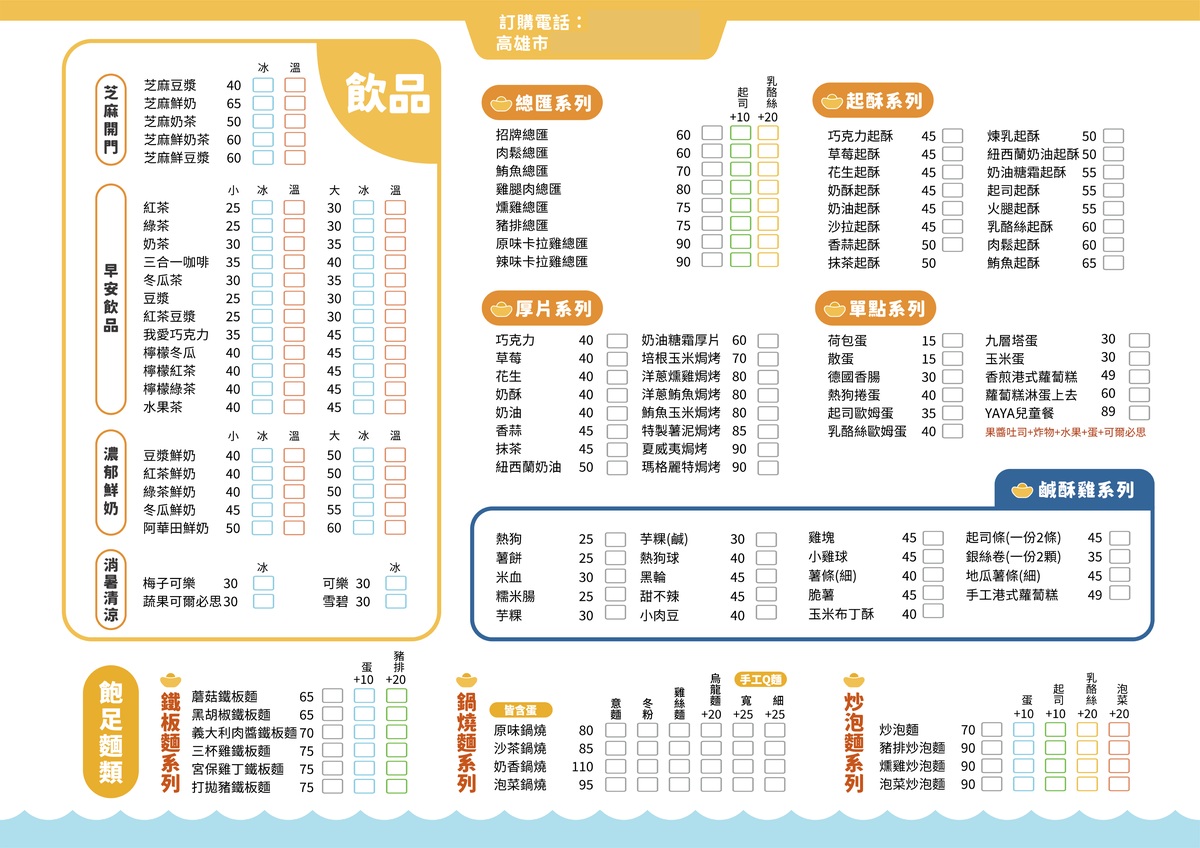 訂購電話：
高雄市
飲品
芝麻開門
冰 溫
芝麻豆漿 40
芝麻鮮奶 65
芝麻奶茶 50
芝麻鮮奶茶 60
芝麻鮮豆漿 60
早安飲品
小 冰 溫 大 冰 溫
紅茶 25 30
綠茶 25 30
奶茶 30 35
三合一咖啡 35 40
冬瓜茶 30 35
豆漿 25 30
紅茶豆漿 25 30
我愛巧克力 35 45
檸檬冬瓜 40 45
檸檬紅茶 40 45
檸檬綠茶 40 45
水果茶 40 45
濃郁鮮奶
小 冰 溫 大 冰 溫
豆漿鮮奶 40 50
紅茶鮮奶 40 50
綠茶鮮奶 40 50
冬瓜鮮奶 45 55
阿華田鮮奶 50 60
消暑清涼
冰 冰
梅子可樂 30 可樂 30
蔬果可爾必思30 雪碧 30
總匯系列
起司+10 乳酪絲+20
招牌總匯 60
肉鬆總匯 60
鮪魚總匯 70
雞腿肉總匯 80
燻雞總匯 75
豬排總匯 75
原味卡拉雞總匯 90
辣味卡拉雞總匯 90
起酥系列
巧克力起酥 45 煉乳起酥 50
草莓起酥 45 紐西蘭奶油起酥 50
花生起酥 45 奶油糖霜起酥 55
奶酥起酥 45 起司起酥 55
奶油起酥 45 火腿起酥 55
沙拉起酥 45 乳酪絲起酥 60
香蒜起酥 50 肉鬆起酥 60
抹茶起酥 50 鮪魚起酥 65
厚片系列
巧克力 40 奶油糖霜厚片 60
草莓 40 培根玉米焗烤 70
花生 40 洋蔥燻雞焗烤 80
奶酥 40 洋蔥鮪魚焗烤 80
奶油 40 鮪魚玉米焗烤 80
香蒜 45 特製薯泥焗烤 85
抹茶 45 夏威夷焗烤 90
紐西蘭奶油 50 瑪格麗特焗烤 90
單點系列
荷包蛋 15 九層塔蛋 30
散蛋 15 玉米蛋 30
德國香腸 30 香煎港式蘿蔔糕 49
熱狗捲蛋 40 蘿蔔糕淋蛋上去 60
起司歐姆蛋 35 YAYA兒童餐 89
乳酪絲歐姆蛋 40 果醬吐司+炸物+水果+蛋+可爾必思
鹹酥雞系列
熱狗 25 芋粿(鹹) 30 雞塊 45 起司條(一份2條) 45
薯餅 25 熱狗球 40 小雞球 45 銀絲卷(一份2顆) 35
米血 30 黑輪 45 薯條(細) 40 地瓜薯條(細) 45
糯米腸 25 甜不辣 45 脆薯 45 手工港式蘿蔔糕 49
芋粿 30 小肉豆 40 玉米布丁酥 40
飽足麵類
鐵板麵系列
蛋+10 豬排+20
蘑菇鐵板麵 65
黑胡椒鐵板麵 65
義大利肉醬鐵板麵 70
三杯雞鐵板麵 75
宮保雞丁鐵板麵 75
打拋豬鐵板麵 75
鍋燒麵系列
皆含蛋
手工Q麵
意麵 冬粉 雞絲麵 烏龍麵+20 寬+25 細+25
原味鍋燒 80
沙茶鍋燒 85
奶香鍋燒 110
泡菜鍋燒 95
炒泡麵系列
蛋+10 起司+10 乳酪絲+20 泡菜+20
炒泡麵 70
豬排炒泡麵 90
燻雞炒泡麵 90
泡菜炒泡麵 90